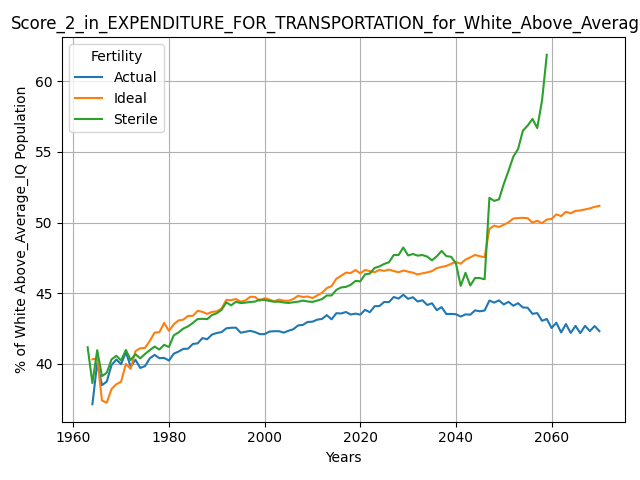 Score_2_in_EXPENDITURE_FOR_TRANSPORTATION_for_White_Above_Averag
Fertility
Actual
Ideal
Sterile
% of White Above_Average_IQ Population
60
55
50
45
40
1960
1980
2000
2020
2040
2060
Years